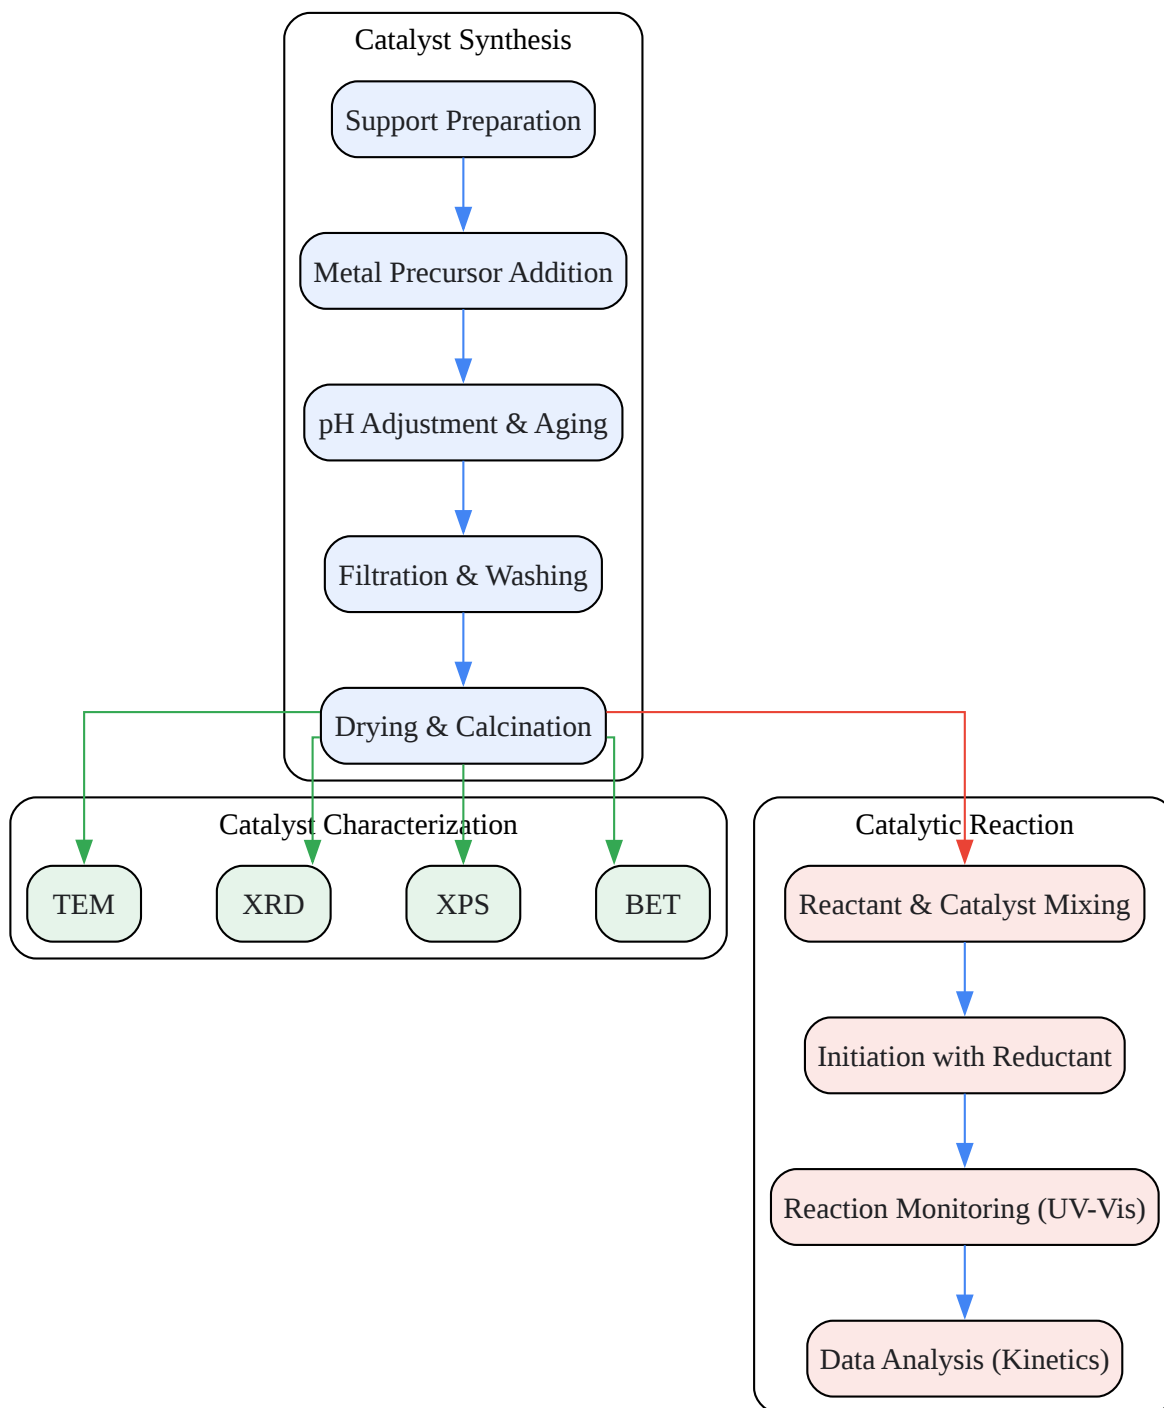 Catalyst Synthesis
Support Preparation
Metal Precursor Addition
pH Adjustment & Aging
Filtration & Washing
Drying & Calcination
Catalyst Characterization
TEM
XRD
XPS
BET
Catalytic Reaction
Reactant & Catalyst Mixing
Initiation with Reductant
Reaction Monitoring (UV-Vis)
Data Analysis (Kinetics)